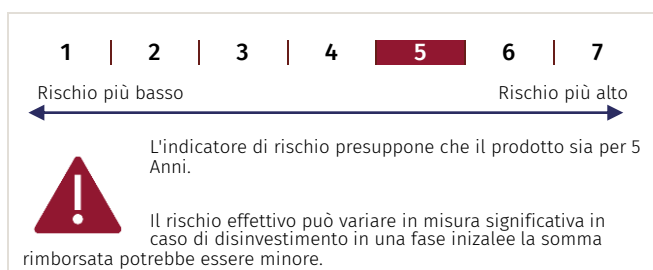 1 2 3 4 5 6 7
Rischio più basso Rischio più alto
L'indicatore di rischio presuppone che il prodotto sia per 5
Anni.
Il rischio effettivo può variare in misura significativa in
caso di disinvestimento in una fase inizalee la somma
rimborsata potrebbe essere minore.